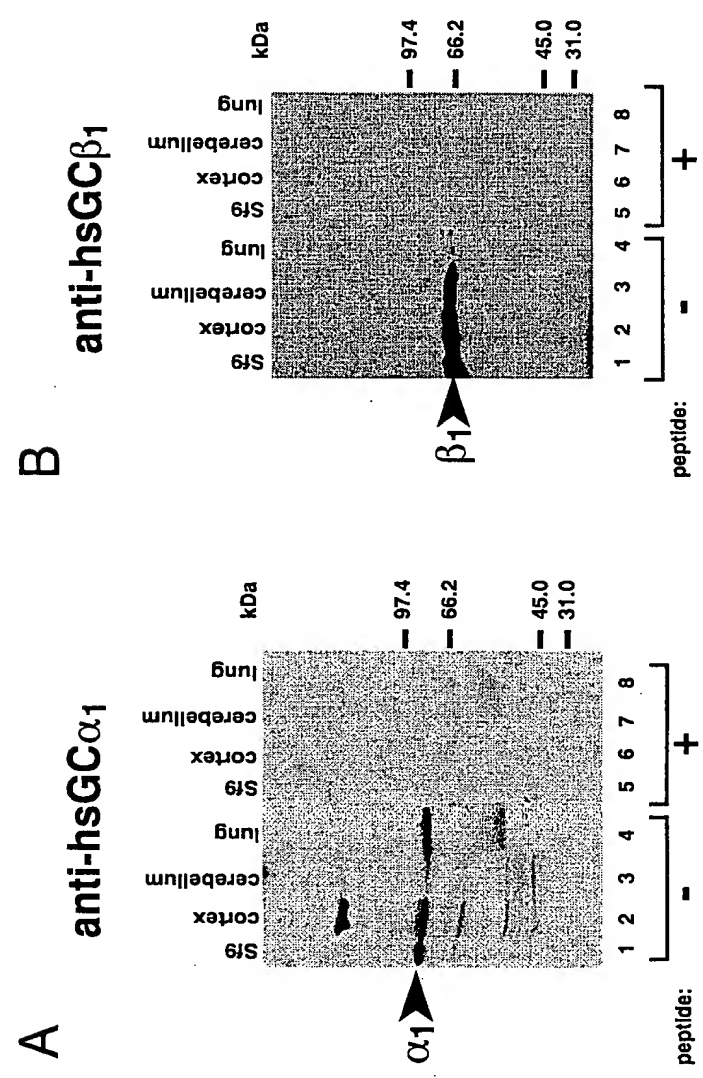 A
anti-hsGCα1
Sf9 cortex cerebellum lung Sf9 cortex cerebellum lung kDa
97.4
66.2
45.0
31.0
α1
1 2 3 4 5 6 7 8
peptide: - +
B
anti-hsGCβ1
Sf9 cortex cerebellum lung Sf9 cortex cerebellum lung kDa
97.4
66.2
45.0
31.0
β1
1 2 3 4 5 6 7 8
peptide: - +